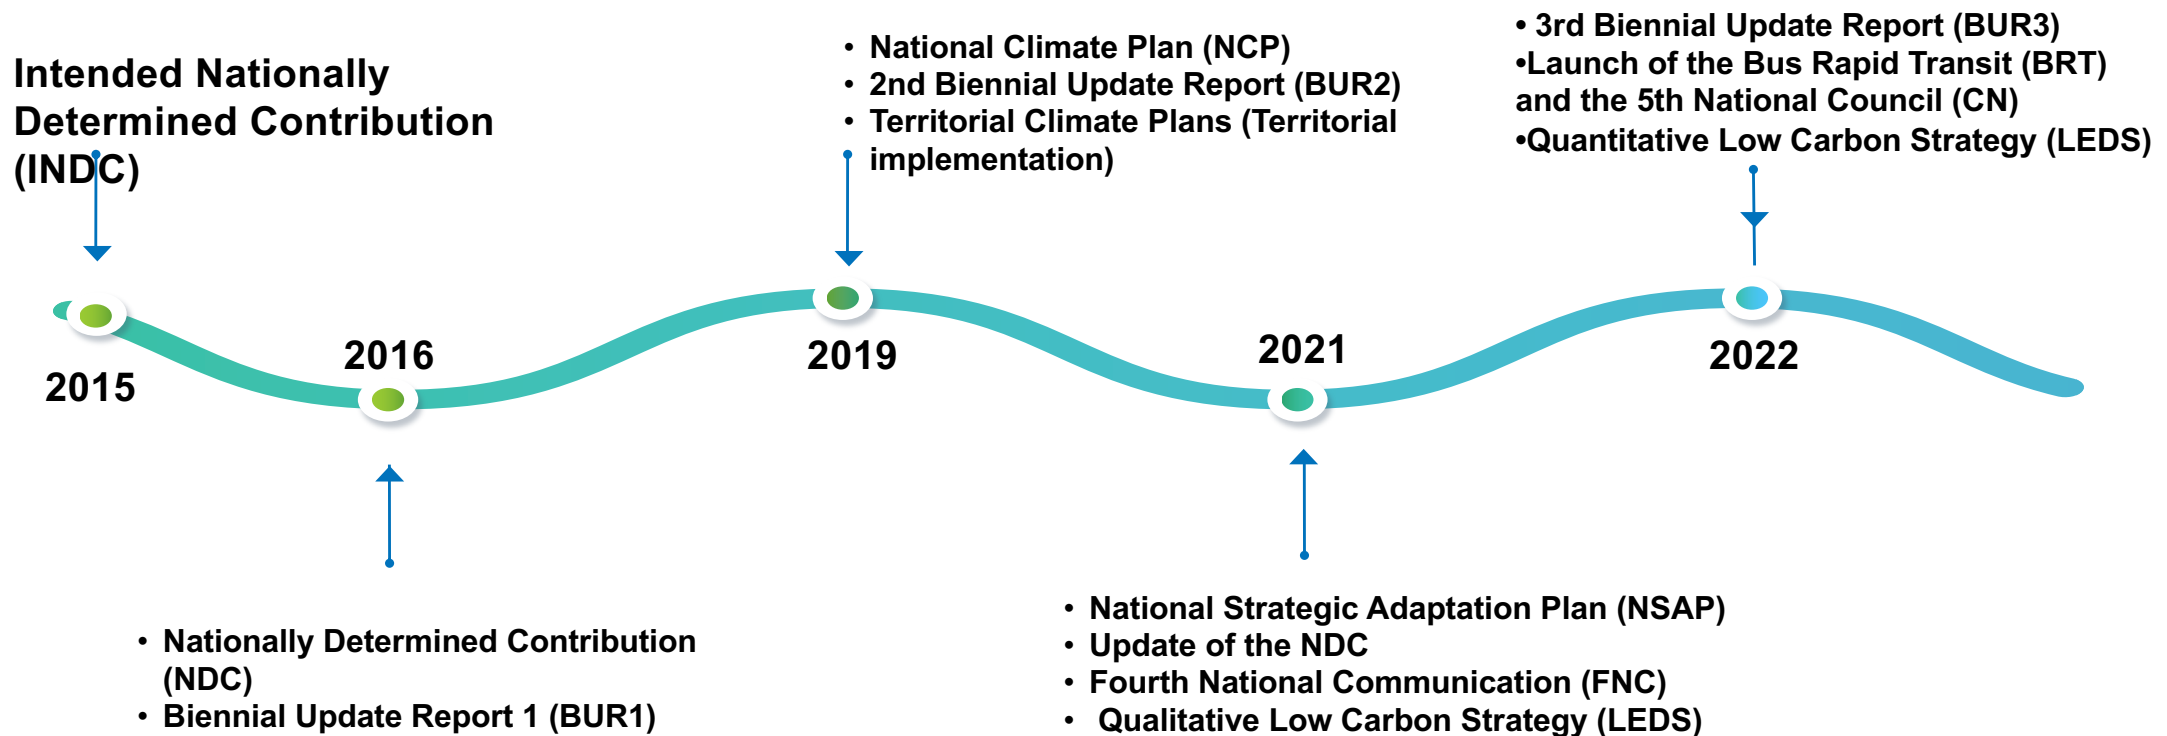 Intended Nationally
Determined Contribution
(INDC)
2015
2016
• Nationally Determined Contribution
(NDC)
• Biennial Update Report 1 (BUR1)
• National Climate Plan (NCP)
• 2nd Biennial Update Report (BUR2)
• Territorial Climate Plans (Territorial
implementation)
2019
2021
• National Strategic Adaptation Plan (NSAP)
• Update of the NDC
• Fourth National Communication (FNC)
• Qualitative Low Carbon Strategy (LEDS)
• 3rd Biennial Update Report (BUR3)
•Launch of the Bus Rapid Transit (BRT)
and the 5th National Council (CN)
•Quantitative Low Carbon Strategy (LEDS)
2022